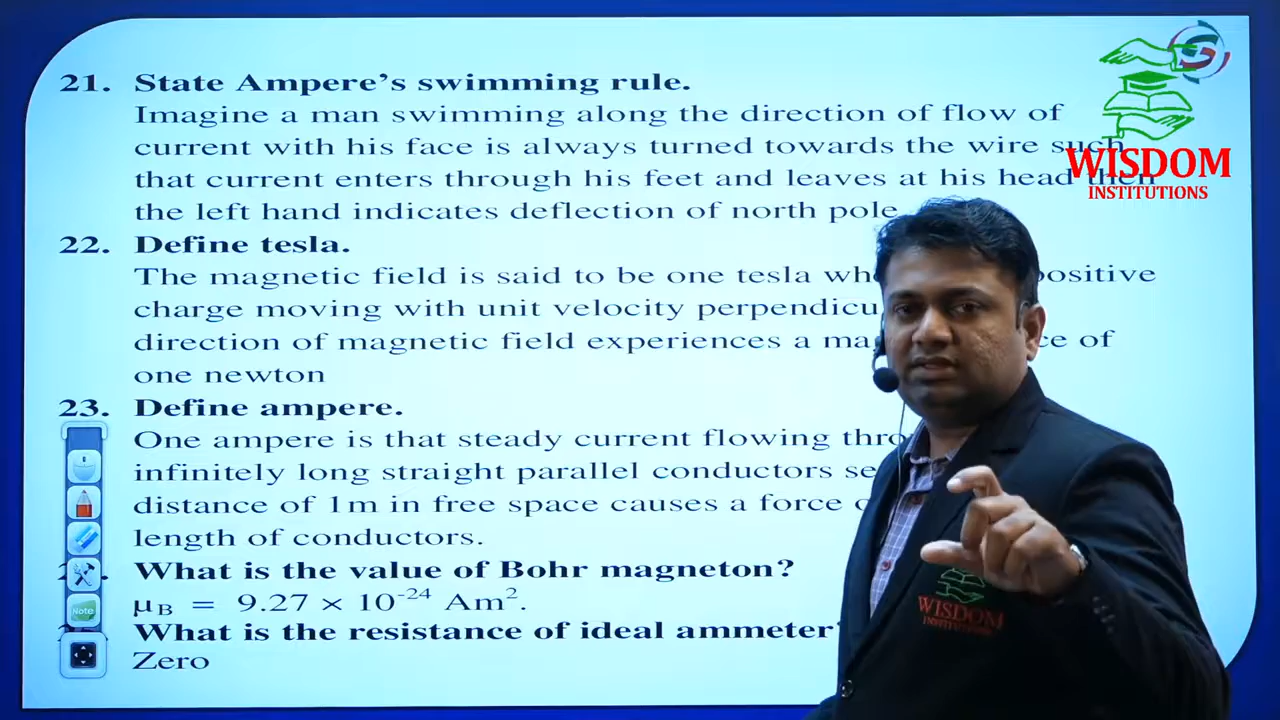 21. State Ampere's swimming rule.
Imagine a man swimming along the direction of flow of
current with his face is always turned towards the wire such
that current enters through his feet and leaves at his head then
the left hand indicates deflection of north pole
WISDOM
INSTITUTIONS
22. Define tesla.
The magnetic field is said to be one tesla positive
charge moving with unit velocity
direction of magnetic field experiences a of
one newton
23. Define ampere.
One ampere is that steady current flowing
infinitely long straight parallel conductors
distance of 1m in free space causes a force
length of conductors.
What is the value of Bohr magneton?
μB = 9.27 × 10⁻²⁴ Am².
What is the resistance of ideal ammeter?
Zero
Note
WISDOM
INSTITUTIONS